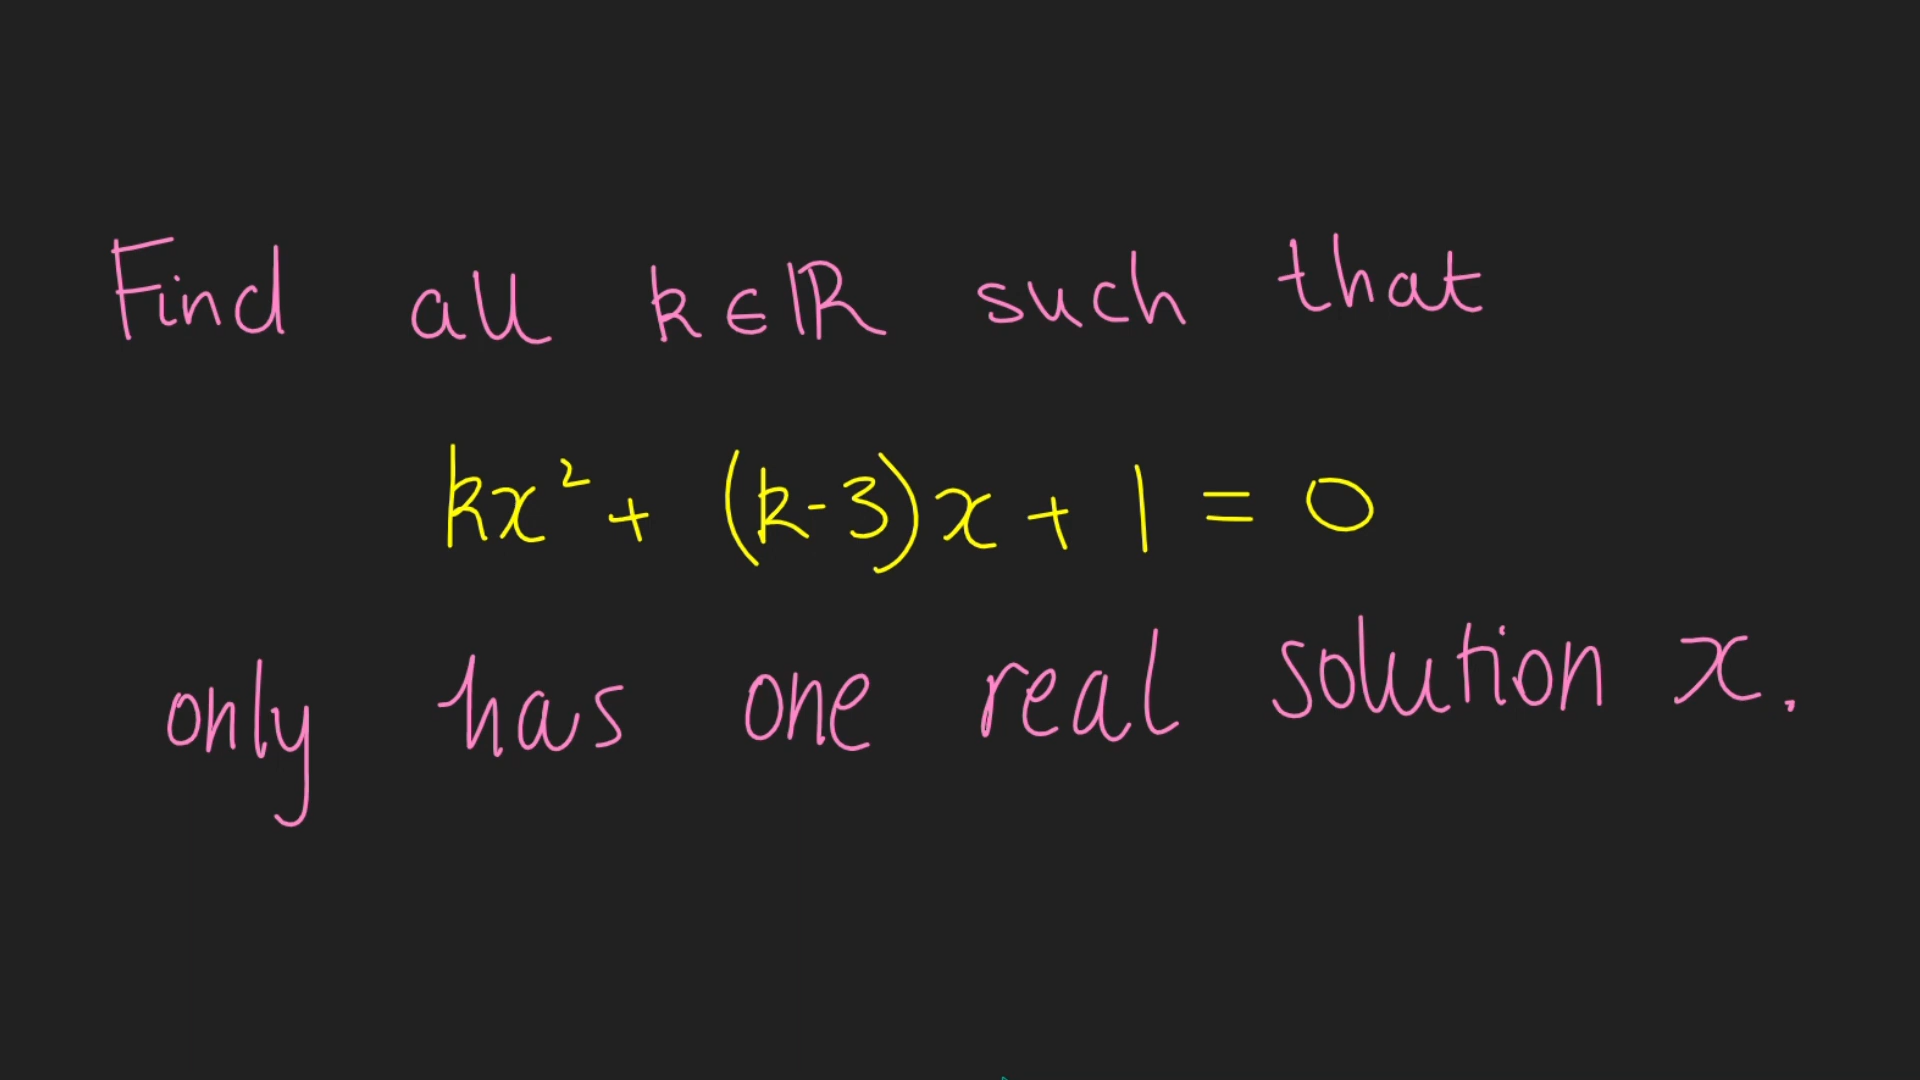 Find all k∈ℝ such that
kx² + (k-3)x + 1 = 0
only has one real solution x.